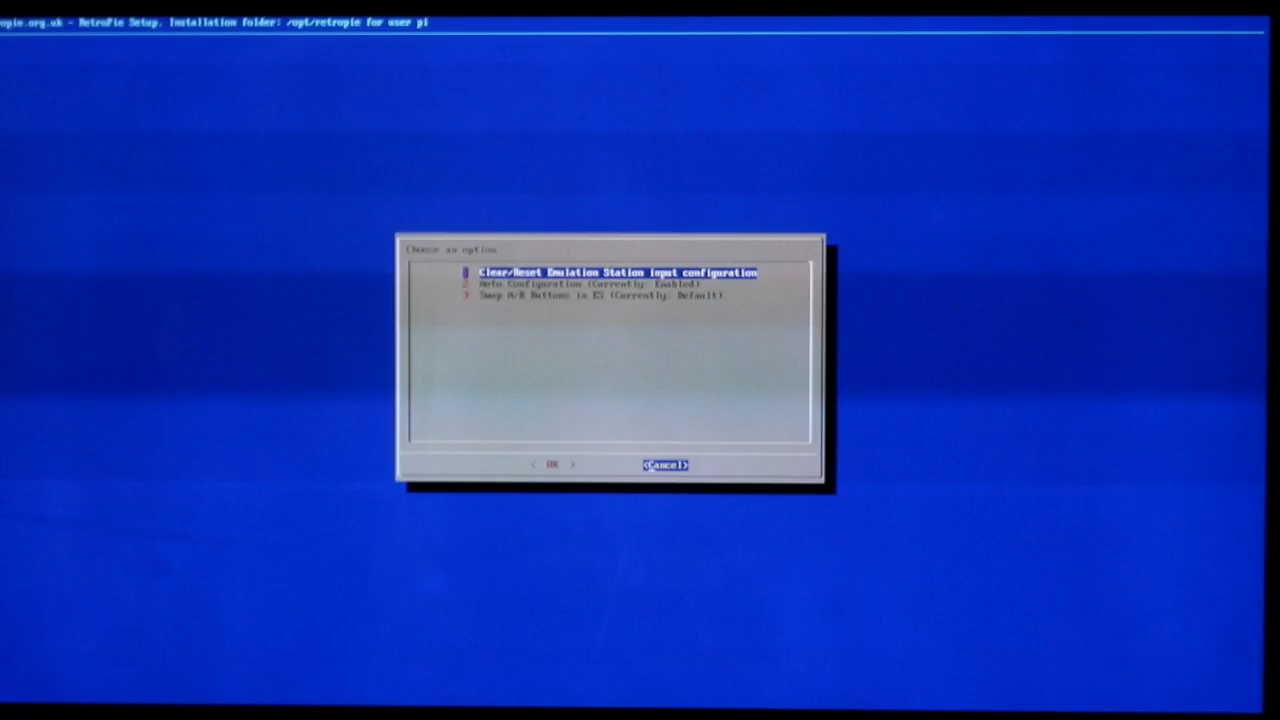 opie.org.uk - RetroPie Setup. Installation folder: /opt/retropie for user pi
Choose an option
1 Clear/Reset Emulation Station input configuration
2 Auto Configuration (Currently: Enabled)
3 Swap A/B Buttons in ES (Currently: Default)
< OK > <Cancel>